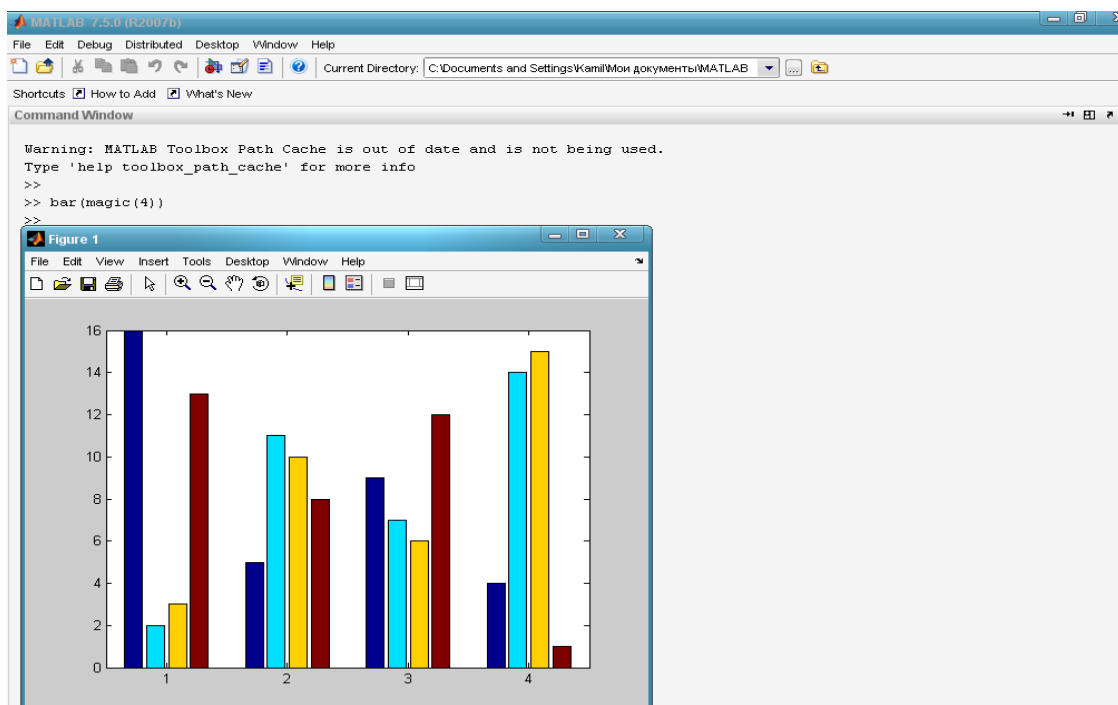 MATLAB 7.5.0 (R2007b)
File Edit Debug Distributed Desktop Window Help
Current Directory: C:\Documents and Settings\Kamil\Мои документы\MATLAB
Shortcuts How to Add What's New
Command Window
Warning: MATLAB Toolbox Path Cache is out of date and is not being used.
Type 'help toolbox_path_cache' for more info
>>
>> bar(magic(4))
>>
Figure 1
File Edit View Insert Tools Desktop Window Help
16
14
12
10
8
6
4
2
0
1 2 3 4